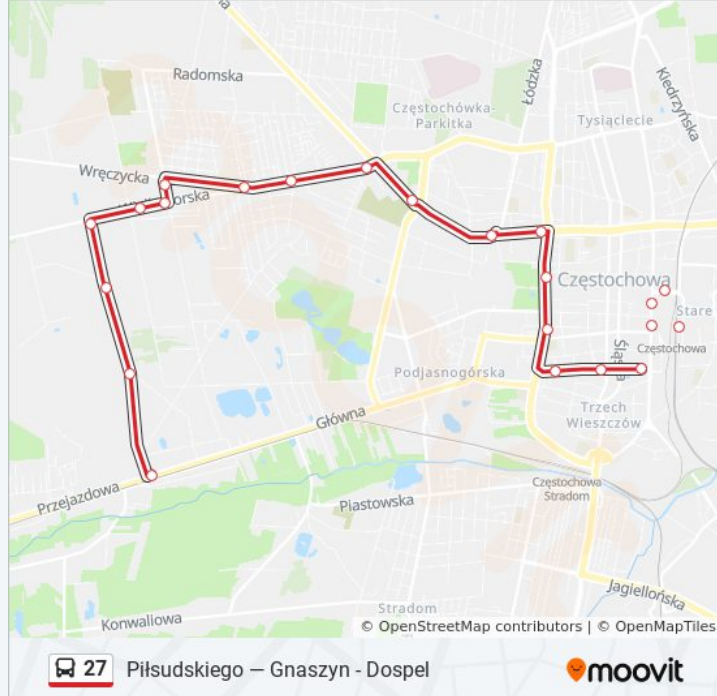 Radomska
Częstochówka-
Parkitka
Łódzka
Kiedrzyńska
Tysiąclecie
Wręczycka
Częstochowa
Stare
Śląska
Częstochowa
Podjasnogórska
Trzech
Wieszczów
Główna
Przejazdowa
Piastowska
Częstochowa
Stradom
Jagiellońska
Konwaliowa
Stradom
© OpenStreetMap contributors | © OpenMapTiles
27 Piłsudskiego — Gnaszyn - Dospel
moovit